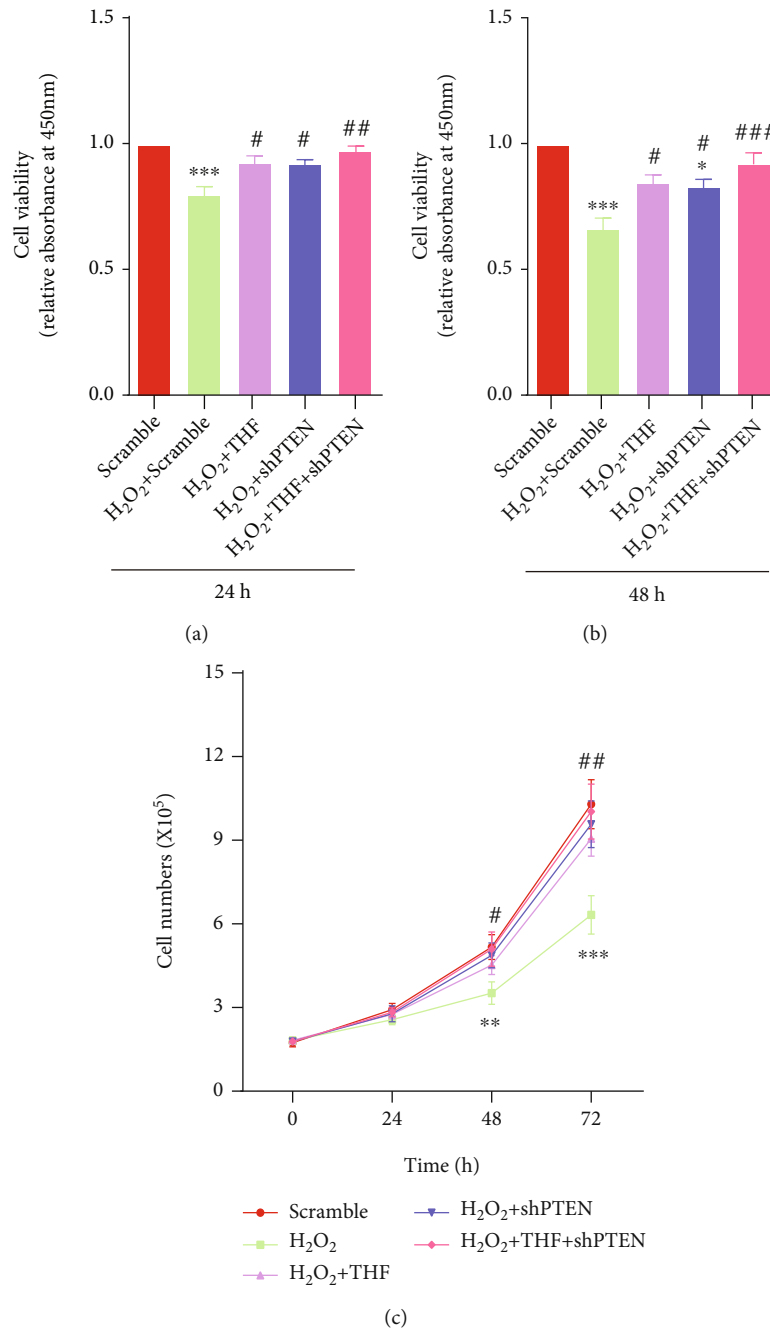 Cell viability
(relative absorbance at 450nm)
1.5
1.0
0.5
0.0
***
#
#
##
Scramble
H₂O₂+Scramble
H₂O₂+THF
H₂O₂+shPTEN
H₂O₂+THF+shPTEN
24 h
(a)
Cell viability
(relative absorbance at 450nm)
1.5
1.0
0.5
0.0
***
#
#
*
###
Scramble
H₂O₂+Scramble
H₂O₂+THF
H₂O₂+shPTEN
H₂O₂+THF+shPTEN
48 h
(b)
Cell numbers (X10⁵)
15
12
9
6
3
0
#
##
**
***
0
24
48
72
Time (h)
Scramble
H₂O₂
H₂O₂+THF
H₂O₂+shPTEN
H₂O₂+THF+shPTEN
(c)